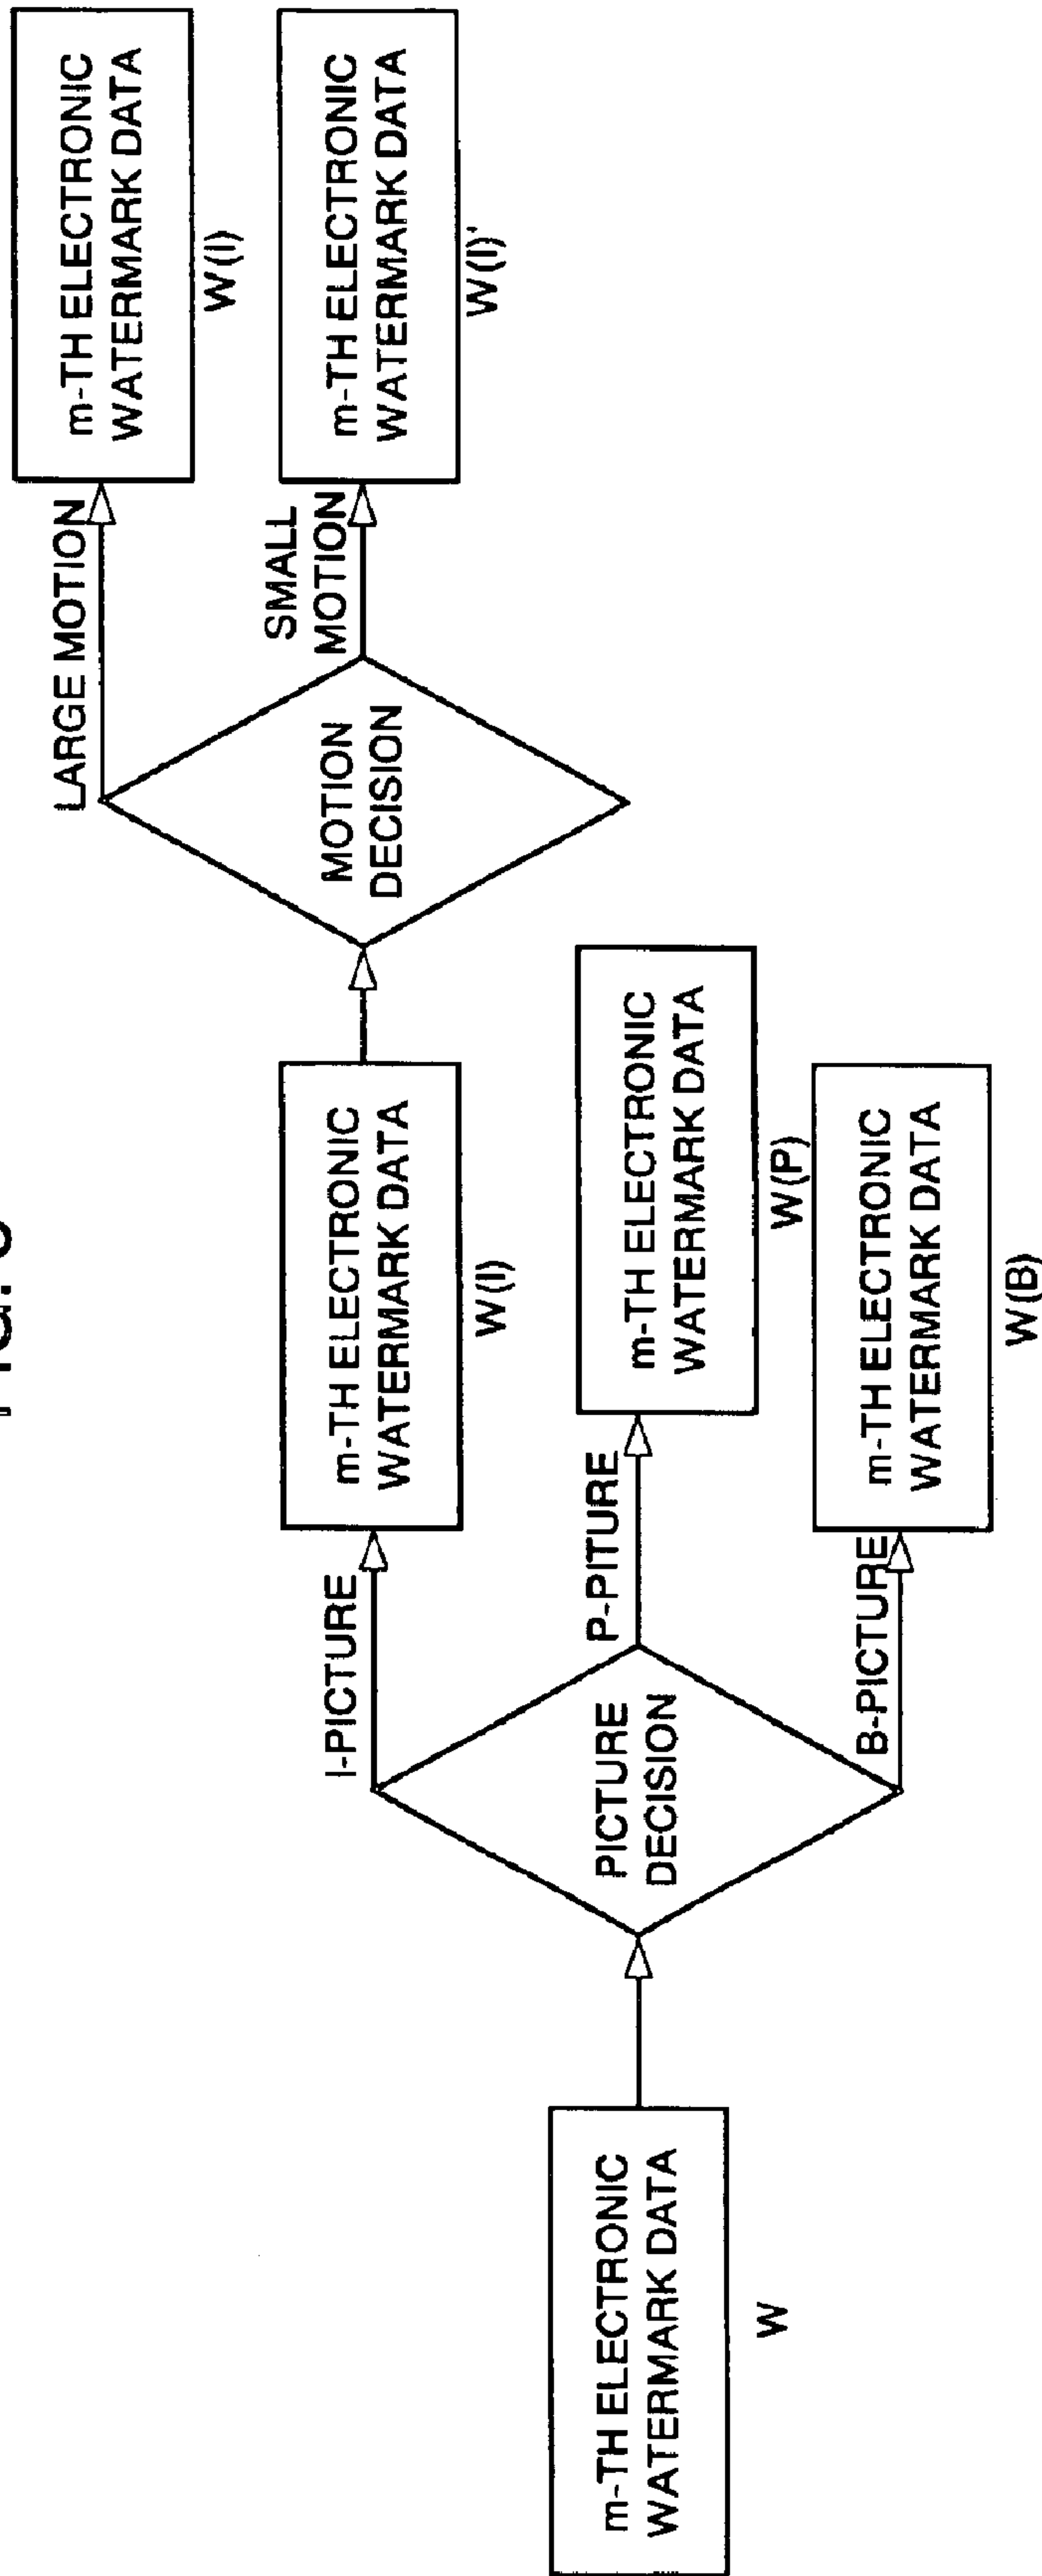 m-TH ELECTRONIC
WATERMARK DATA
W
PICTURE
DECISION
I-PICTURE
P-PITURE
B-PICTURE
m-TH ELECTRONIC
WATERMARK DATA
W(I)
m-TH ELECTRONIC
WATERMARK DATA
W(P)
m-TH ELECTRONIC
WATERMARK DATA
W(B)
MOTION
DECISION
LARGE MOTION
SMALL
MOTION
m-TH ELECTRONIC
WATERMARK DATA
W(I)
m-TH ELECTRONIC
WATERMARK DATA
W(I)'